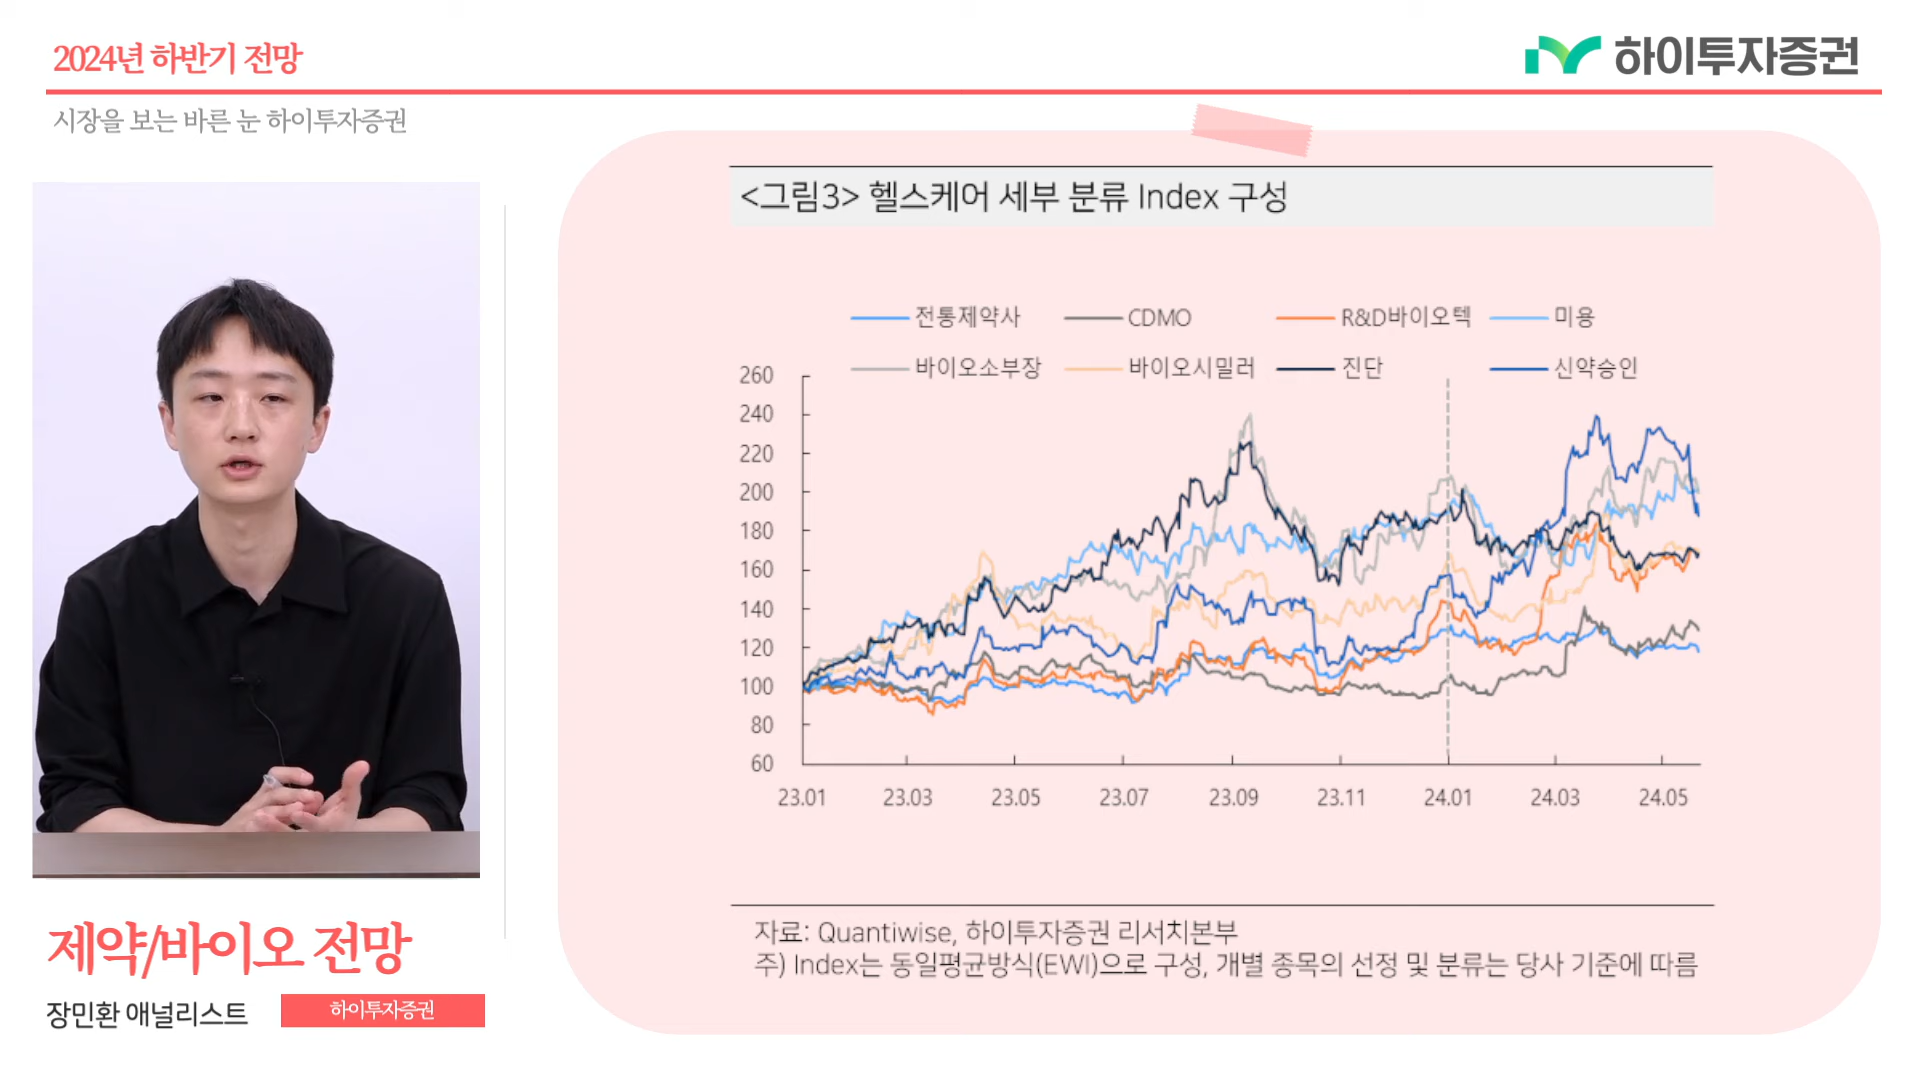 2024년 하반기 전망
하이투자증권
시장을 보는 바른 눈 하이투자증권
<그림3> 헬스케어 세부 분류 Index 구성
전통제약사 CDMO R&D바이오텍 미용
바이오소부장 바이오시밀러 진단 신약승인
260
240
220
200
180
160
140
120
100
80
60
23.01 23.03 23.05 23.07 23.09 23.11 24.01 24.03 24.05
자료: Quantiwise, 하이투자증권 리서치본부
주) Index는 동일평균방식(EWI)으로 구성, 개별 종목의 선정 및 분류는 당사 기준에 따름
제약/바이오 전망
장민환 애널리스트 하이투자증권